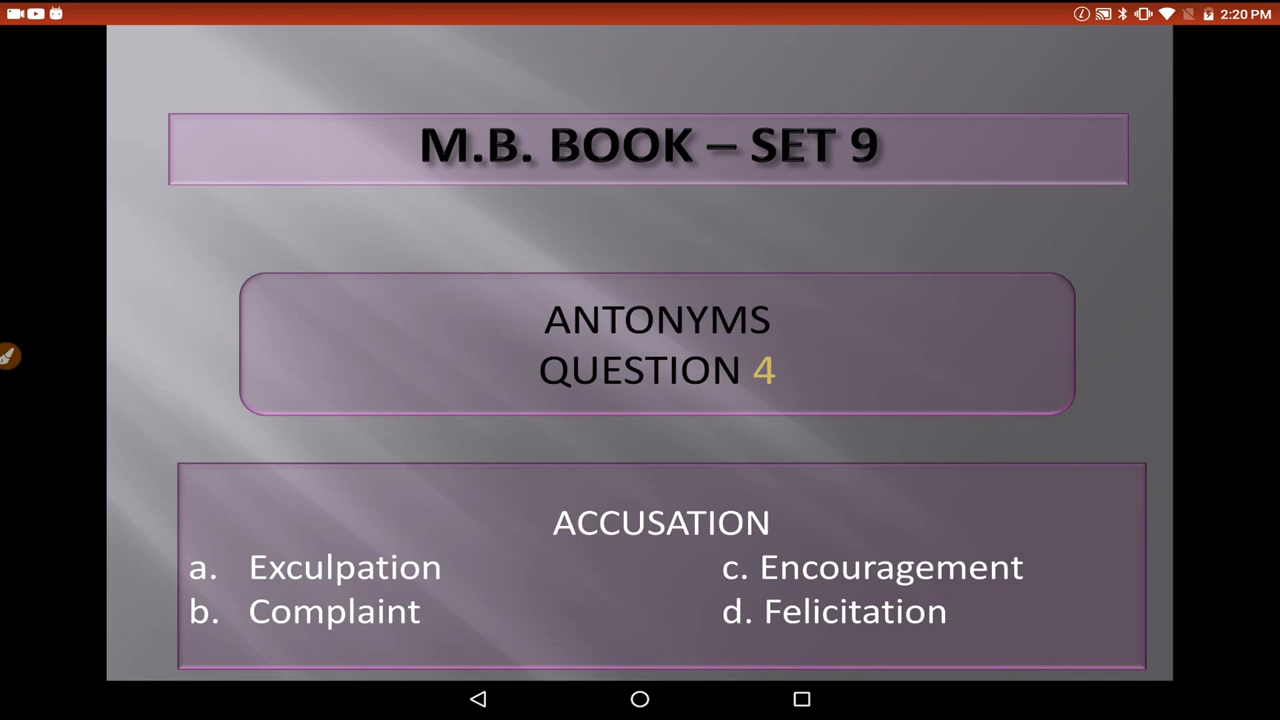 2:20 PM
M.B. BOOK – SET 9
ANTONYMS
QUESTION 4
ACCUSATION
a. Exculpation
c. Encouragement
b. Complaint
d. Felicitation